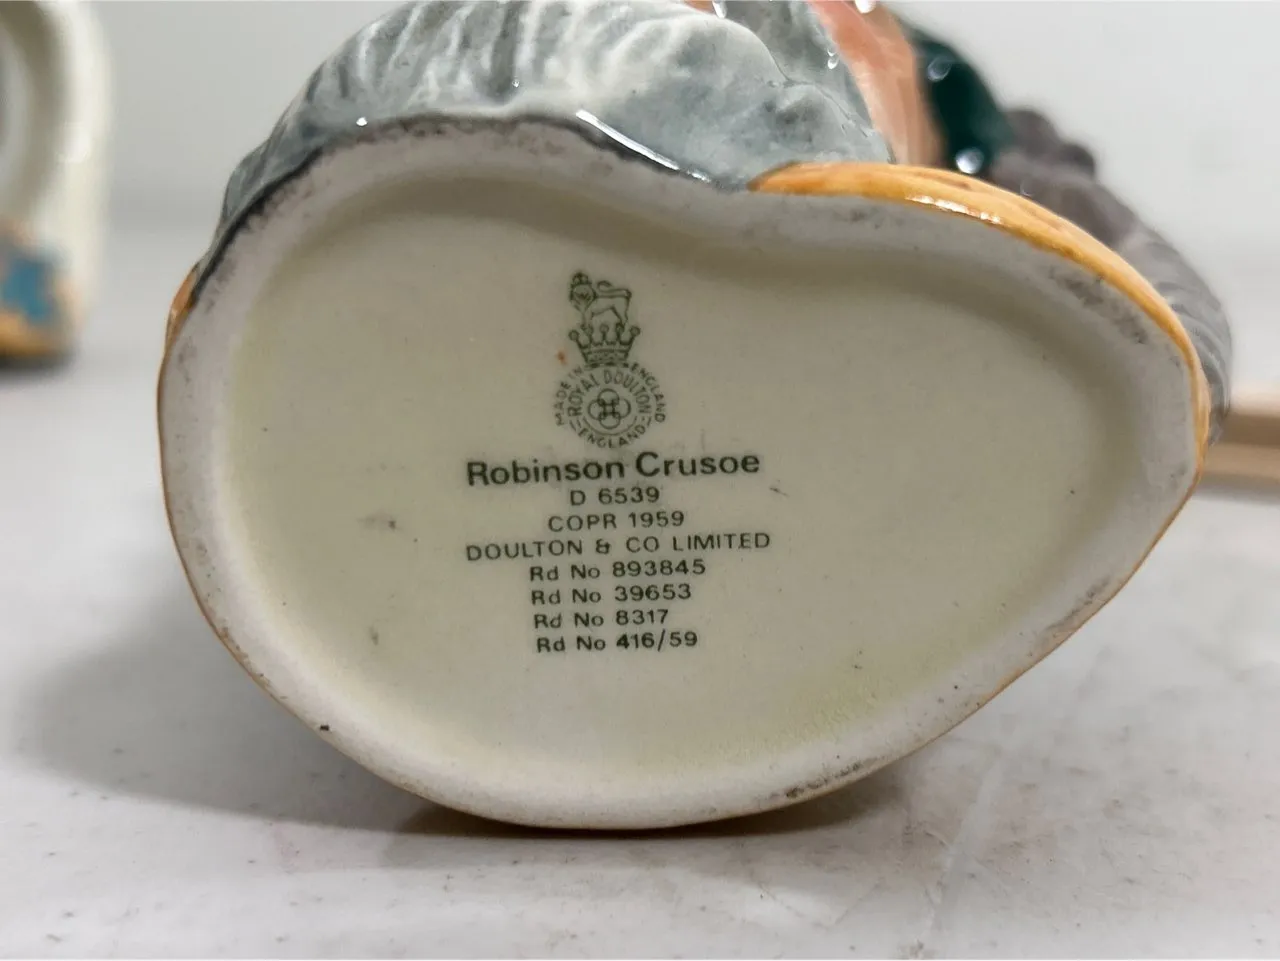 MADE IN ENGLAND
ROYAL DOULTON
ENGLAND
Robinson Crusoe
D 6539
COPR 1959
DOULTON & CO LIMITED
Rd No 893845
Rd No 39653
Rd No 8317
Rd No 416/59